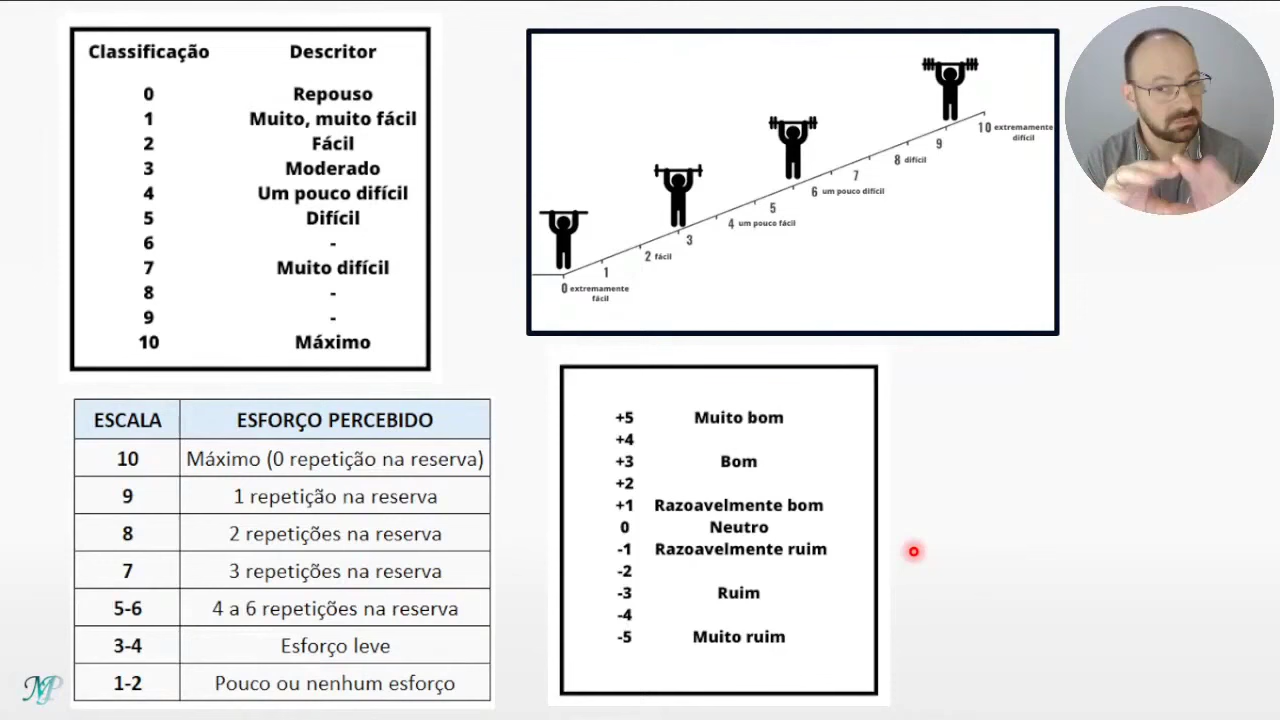 Classificação Descritor
0 Repouso
1 Muito, muito fácil
2 Fácil
3 Moderado
4 Um pouco difícil
5 Difícil
6 -
7 Muito difícil
8 -
9 -
10 Máximo
10 extremamente
difícil
9
8 difícil
7
6 um pouco difícil
5
4 um pouco fácil
3
2 fácil
1
0 extremamente
fácil
ESCALA ESFORÇO PERCEBIDO
10 Máximo (0 repetição na reserva)
9 1 repetição na reserva
8 2 repetições na reserva
7 3 repetições na reserva
5-6 4 a 6 repetições na reserva
3-4 Esforço leve
1-2 Pouco ou nenhum esforço
+5 Muito bom
+4
+3 Bom
+2
+1 Razoavelmente bom
0 Neutro
-1 Razoavelmente ruim
-2
-3 Ruim
-4
-5 Muito ruim
MP